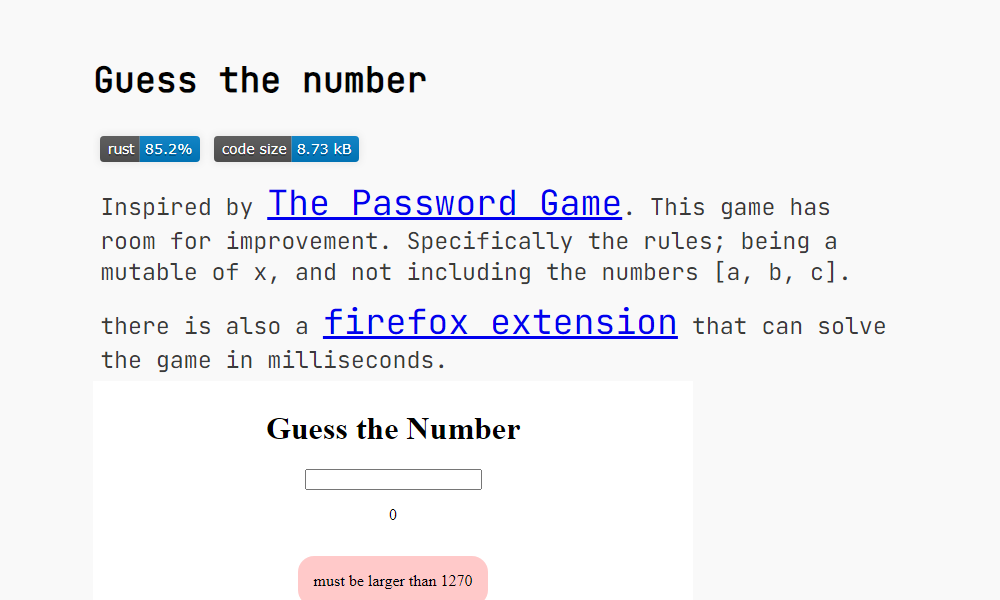 Guess the number
rust 85.2% code size 8.73 kB
Inspired by The Password Game. This game has
room for improvement. Specifically the rules; being a
mutable of x, and not including the numbers [a, b, c].
there is also a firefox extension that can solve
the game in milliseconds.
Guess the Number
0
must be larger than 1270